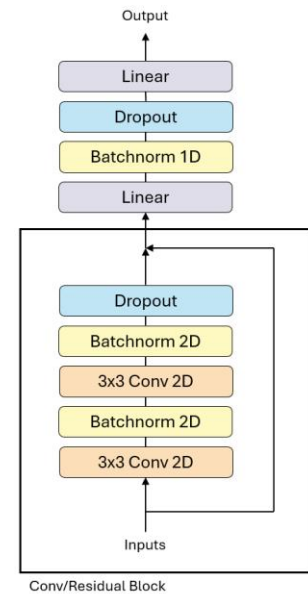 Output
Linear
Dropout
Batchnorm 1D
Linear
Dropout
Batchnorm 2D
3x3 Conv 2D
Batchnorm 2D
3x3 Conv 2D
Inputs
Conv/Residual Block